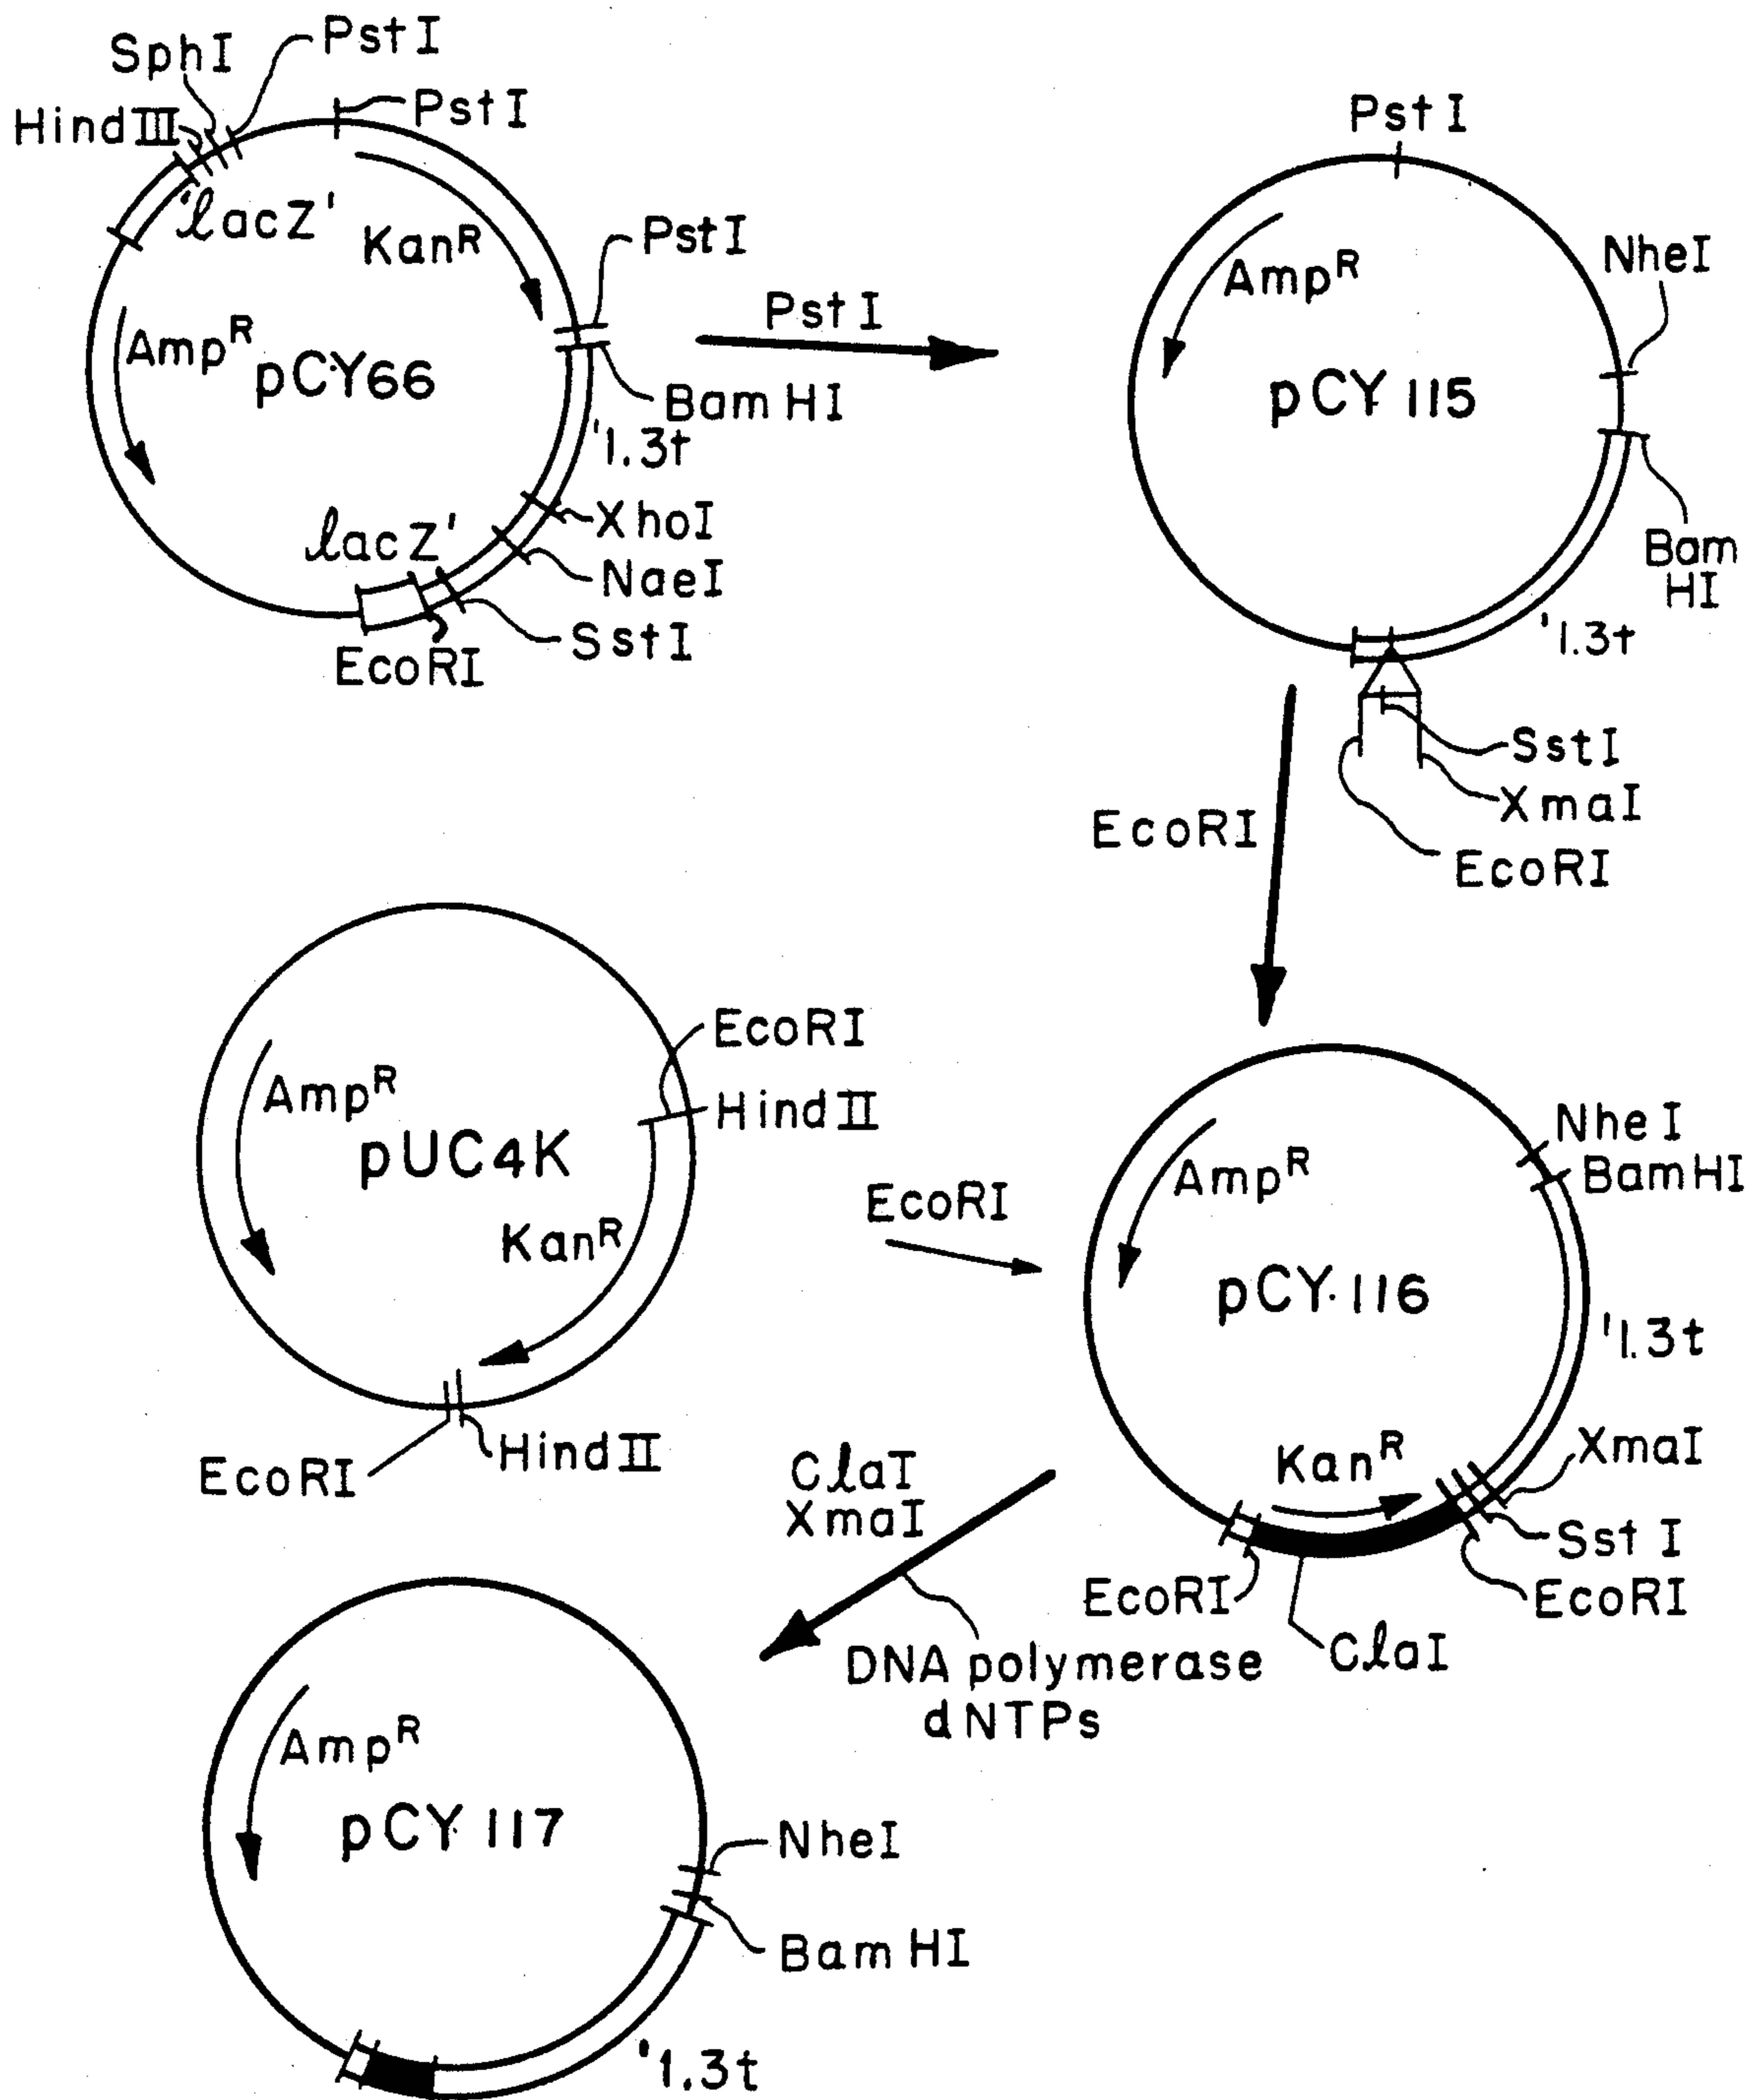 SphI
PstI
HindIII
PstI
'lacZ'
KanR
PstI
AmpR
pCY66
BamHI
'1.3t
XhoI
lacZ'
NaeI
SstI
EcoRI
PstI
PstI
NheI
AmpR
pCY115
Bam
HI
'1.3t
SstI
XmaI
EcoRI
EcoRI
EcoRI
HindII
AmpR
pUC4K
KanR
HindII
EcoRI
EcoRI
NheI
BamHI
AmpR
pCY116
'1.3t
XmaI
KanR
SstI
EcoRI
EcoRI
ClaI
ClaI
XmaI
DNA polymerase
dNTPs
AmpR
pCY117
NheI
BamHI
'1.3t